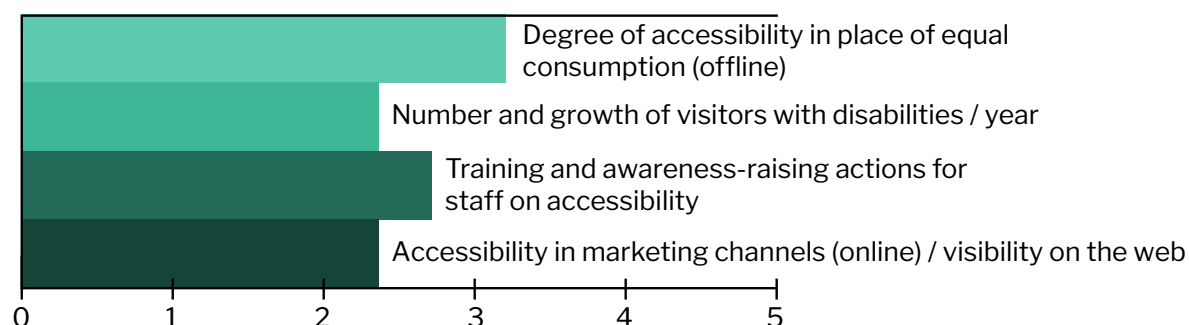 Degree of accessibility in place of equal
consumption (offline)
Number and growth of visitors with disabilities / year
Training and awareness-raising actions for
staff on accessibility
Accessibility in marketing channels (online) / visibility on the web
0 1 2 3 4 5